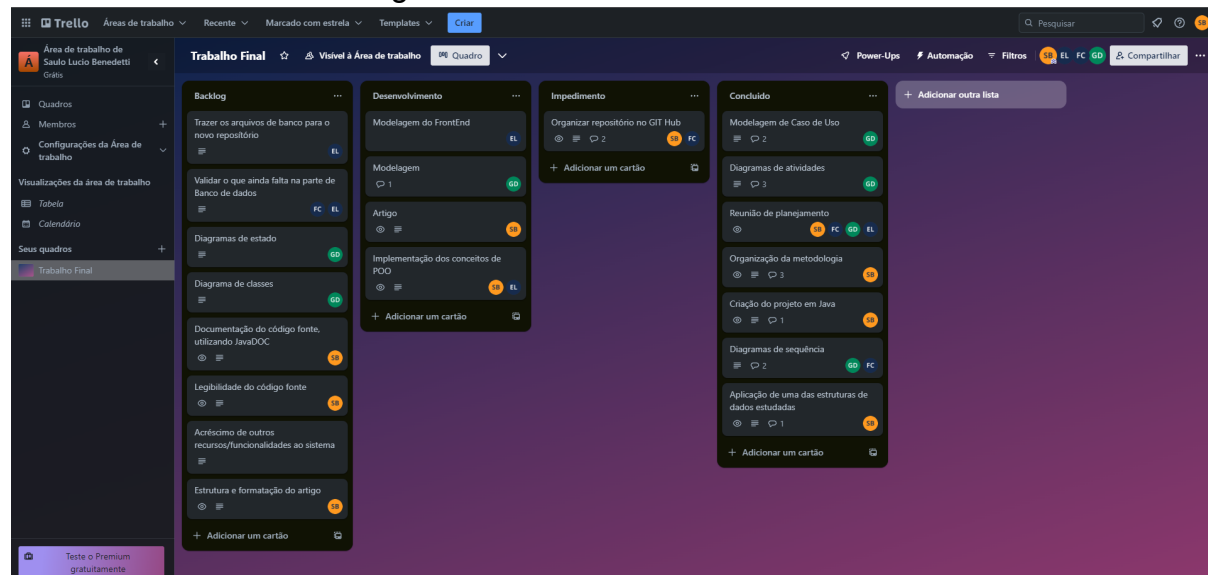 Trello Áreas de trabalho Recente Marcado com estrela Templates Criar Pesquisar SB
Á
Área de trabalho de
Saulo Lucio Benedetti
Grátis
Quadros
Membros
Configurações da Área de
trabalho
Visualizações da área de trabalho
Tabela
Calendário
Seus quadros
Trabalho Final
Teste o Premium
gratuitamente
Trabalho Final Visível à Área de trabalho Quadro Power-Ups Automação Filtros SB EL FC GD Compartilhar
Backlog
Trazer os arquivos de banco para o
novo repositório
EL
Validar o que ainda falta na parte de
Banco de dados
FC EL
Diagramas de estado
GD
Diagrama de classes
GD
Documentação do código fonte,
utilizando JavaDOC
SB
Legibilidade do código fonte
SB
Acréscimo de outros
recursos/funcionalidades ao sistema
Estrutura e formatação do artigo
SB
+ Adicionar um cartão
Desenvolvimento
Modelagem do FrontEnd
EL
Modelagem
1 GD
Artigo
SB
Implementação dos conceitos de
POO
SB EL
+ Adicionar um cartão
Impedimento
Organizar repositório no GIT Hub
2 SB FC
+ Adicionar um cartão
Concluido
Modelagem de Caso de Uso
2 GD
Diagramas de atividades
3 GD
Reunião de planejamento
SB FC GD EL
Organização da metodologia
3 SB
Criação do projeto em Java
1 SB
Diagramas de sequência
2 GD FC
Aplicação de uma das estruturas de
dados estudadas
1 SB
+ Adicionar um cartão
+ Adicionar outra lista